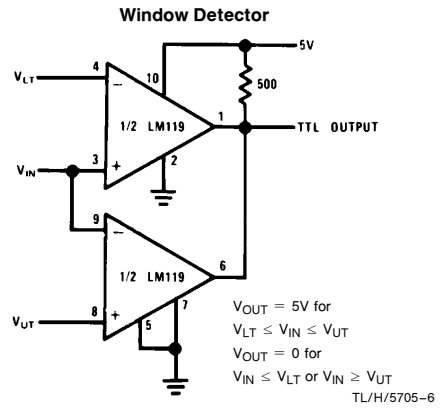 Window Detector
5V
4
10
500
V_LT
1
1/2 LM119
TTL OUTPUT
2
3
V_IN
9
6
1/2 LM119
8
5
7
V_UT
V_OUT = 5V for
V_LT ≤ V_IN ≤ V_UT
V_OUT = 0 for
V_IN ≤ V_LT or V_IN ≥ V_UT
TL/H/5705–6